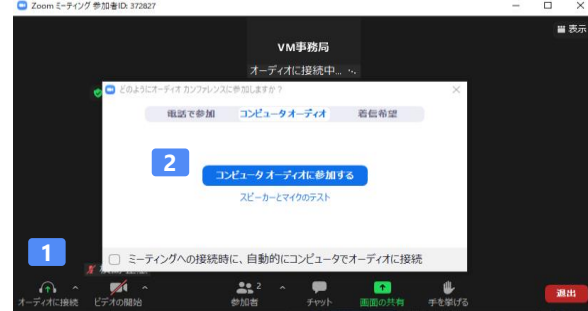 Zoom ミーティング 参加者ID: 372827
表示
VM事務局
オーディオに接続中...
どのようにオーディオ カンファレンスに参加しますか？
電話で参加 コンピュータ オーディオ 着信希望
2
コンピュータ オーディオに参加する
スピーカーとマイクのテスト
1
ミーティングへの接続時に、自動的にコンピュータでオーディオに接続
オーディオに接続 ビデオの開始 参加者 2 チャット 画面の共有 手を挙げる 退出